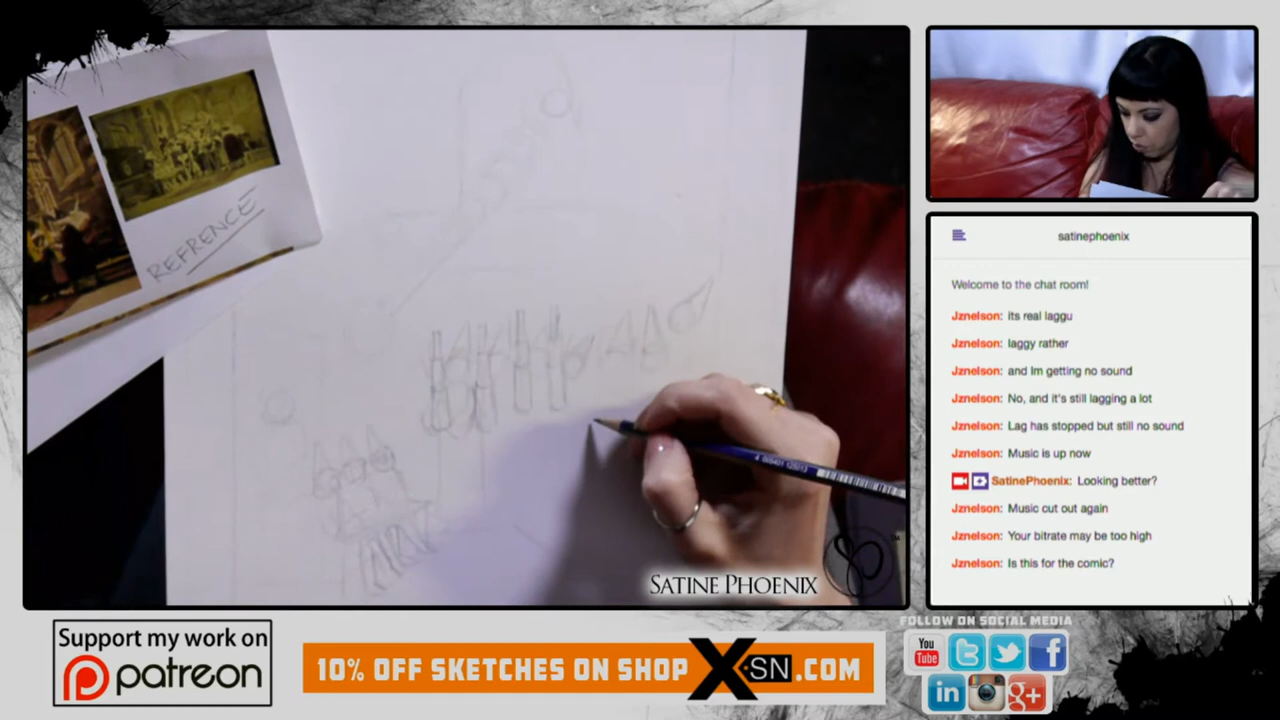 REFRENCE
SATINE PHOENIX
satinephoenix
Welcome to the chat room!
Jznelson: its real laggu
Jznelson: laggy rather
Jznelson: and Im getting no sound
Jznelson: No, and it's still lagging a lot
Jznelson: Lag has stopped but still no sound
Jznelson: Music is up now
SatinePhoenix: Looking better?
Jznelson: Music cut out again
Jznelson: Your bitrate may be too high
Jznelson: Is this for the comic?
Support my work on
patreon
10% OFF SKETCHES ON SHOP X-SN.COM
FOLLOW ON SOCIAL MEDIA
You
Tube
in
g+